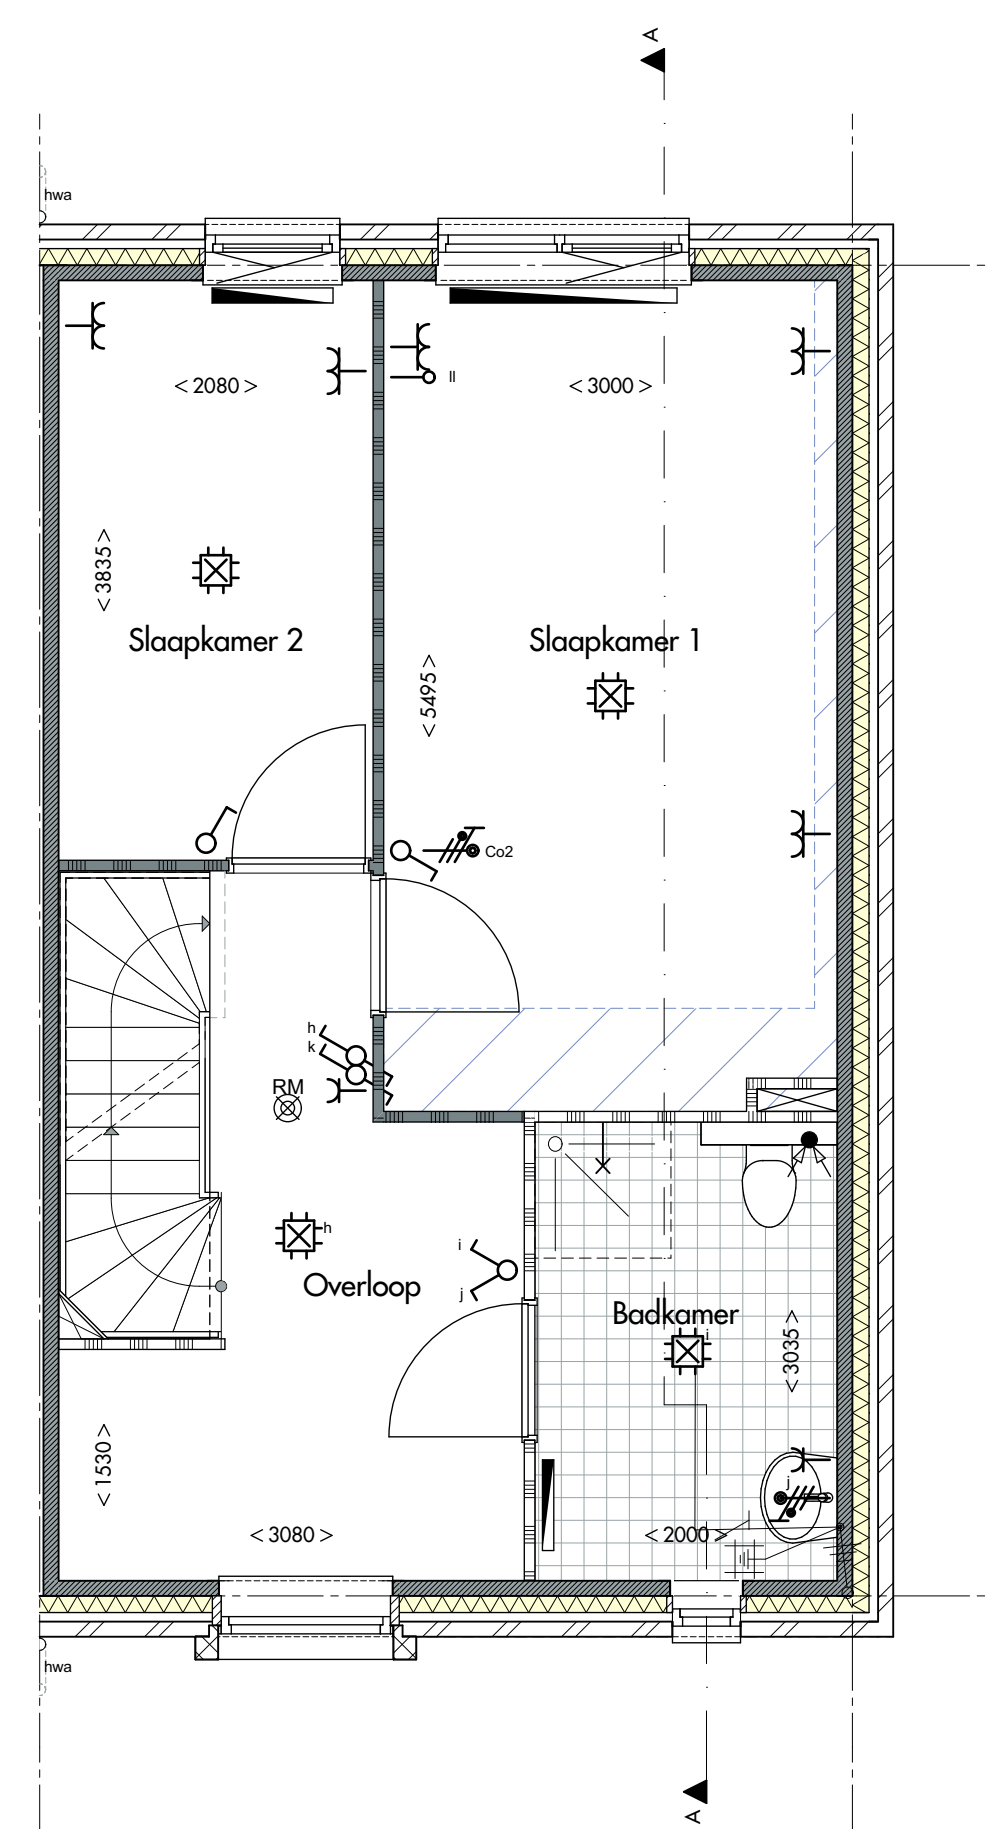 A
hwa
< 2080 >
ll
< 3000 >
< 3835 >
Slaapkamer 2
Slaapkamer 1
< 5495 >
Co2
h
k
RM
h
i
j
Overloop
Badkamer
i
< 3035 >
< 1530 >
j
< 3080 >
< 2000 >
hwa
A